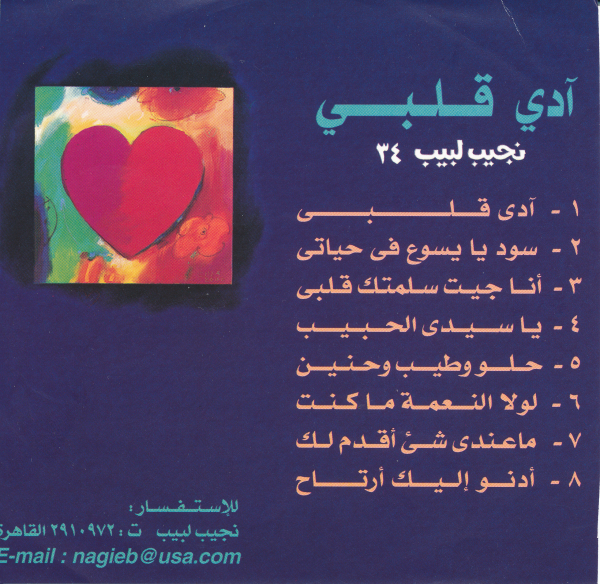 آدي قلبي
نجيب لبيب ٣٤
١ - آدى قلبى
٢ - سود يا يسوع فى حياتى
٣ - أنا جيت سلمتك قلبى
٤ - يا سيدى الحبيب
٥ - حلو وطيب وحنين
٦ - لولا النعمة ما كنت
٧ - ماعندى شئ أقدم لك
٨ - أدنو إليك أرتاح
للإستفسار :
نجيب لبيب ت : ٢٩١٠٩٧٢ القاهرة
E-mail : nagieb@usa.com